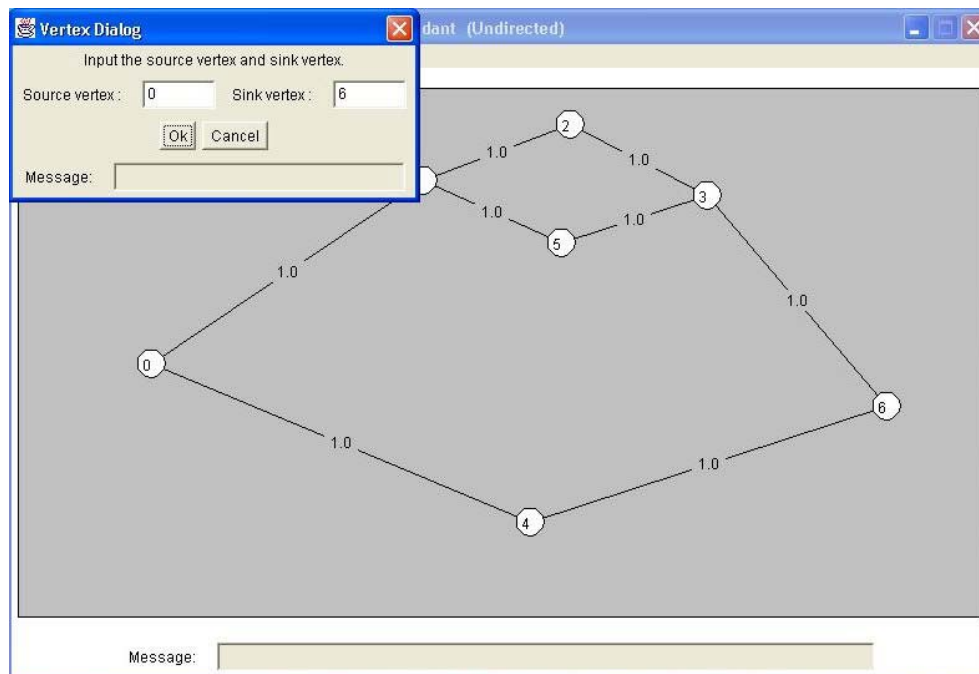 Vertex Dialog
dant (Undirected)
Input the source vertex and sink vertex.
Source vertex : 0 Sink vertex : 6
Ok Cancel
Message:
2
1.0
1.0
3
1.0
1.0
5
1.0
1.0
0
6
1.0
1.0
4
Message: